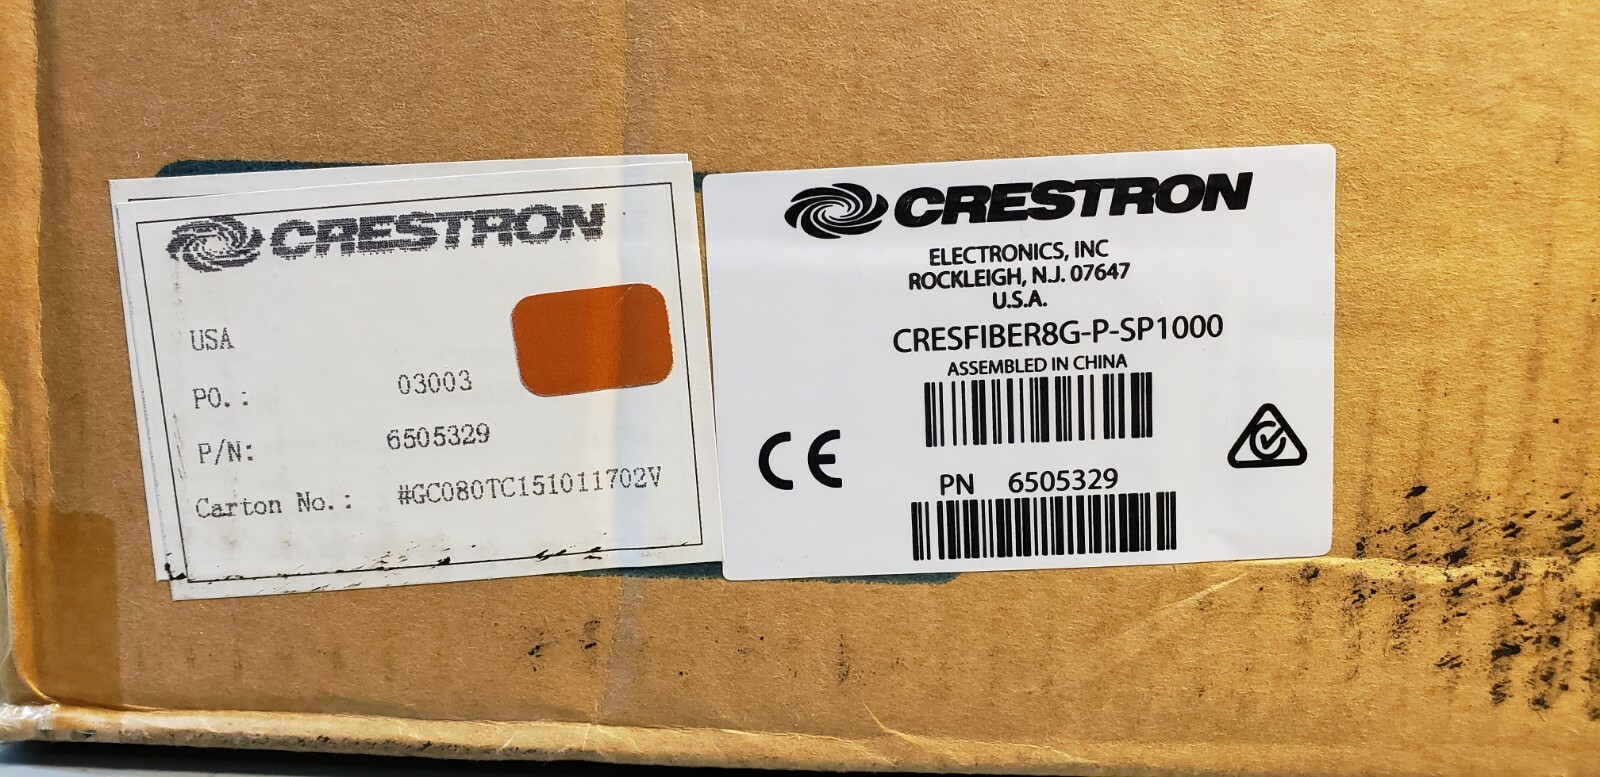 CRESTRON
USA
PO.: 03003
P/N: 6505329
Carton No.: #GC080TC151011702V
CRESTRON
ELECTRONICS, INC
ROCKLEIGH, N.J. 07647
U.S.A.
CRESFIBER8G-P-SP1000
ASSEMBLED IN CHINA
CE
PN 6505329